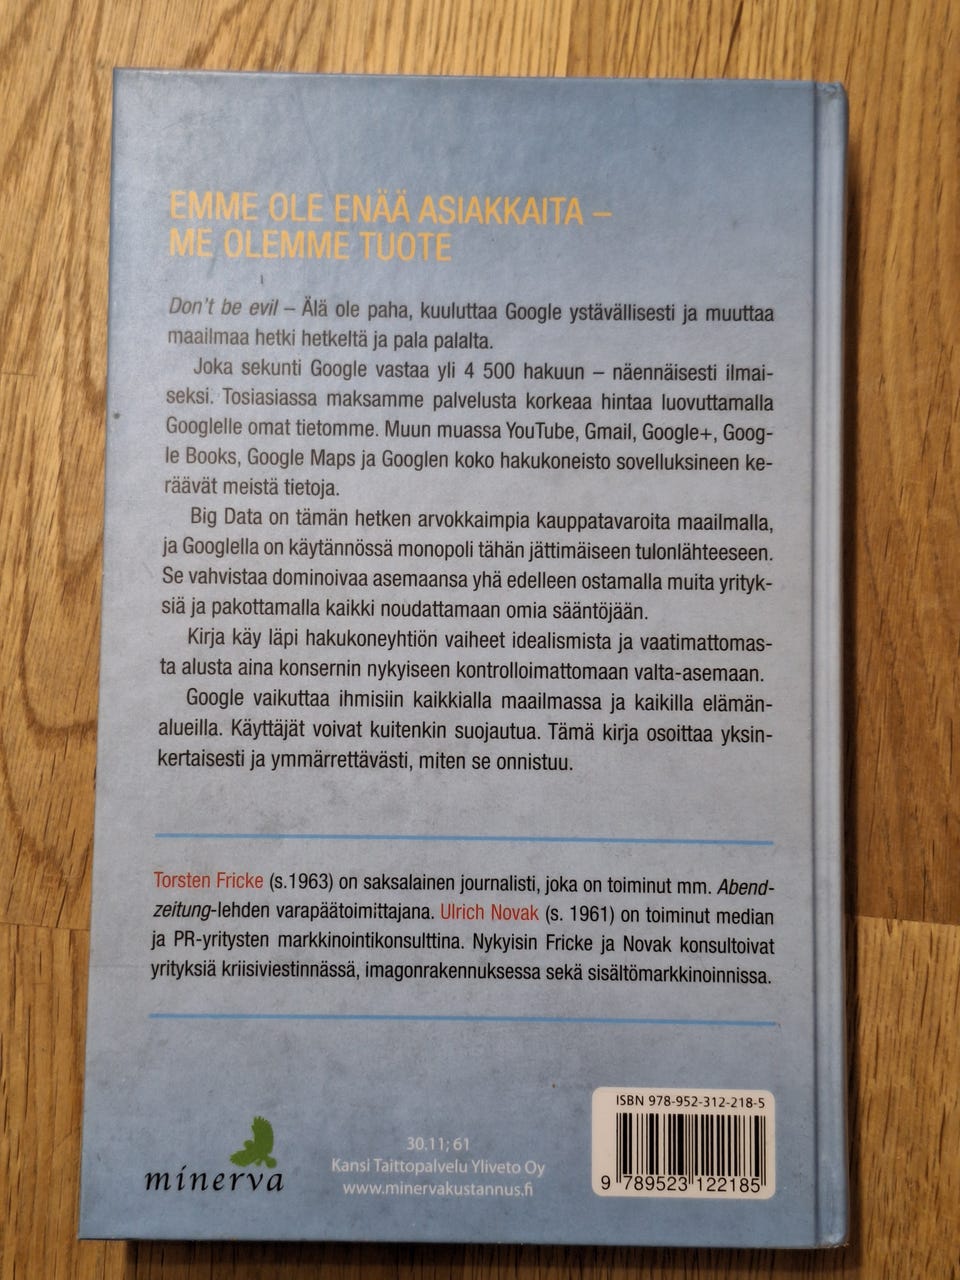 EMME OLE ENÄÄ ASIAKKAITA –
ME OLEMME TUOTE
Don't be evil – Älä ole paha, kuuluttaa Google ystävällisesti ja muuttaa
maailmaa hetki hetkeltä ja pala palalta.
Joka sekunti Google vastaa yli 4 500 hakuun – näennäisesti ilmai-
seksi. Tosiasiassa maksamme palvelusta korkeaa hintaa luovuttamalla
Googlelle omat tietomme. Muun muassa YouTube, Gmail, Google+, Goog-
le Books, Google Maps ja Googlen koko hakukoneisto sovelluksineen ke-
räävät meistä tietoja.
Big Data on tämän hetken arvokkaimpia kauppatavaroita maailmalla,
ja Googlella on käytännössä monopoli tähän jättimäiseen tulonlähteeseen.
Se vahvistaa dominoivaa asemaansa yhä edelleen ostamalla muita yrityk-
siä ja pakottamalla kaikki noudattamaan omia sääntöjään.
Kirja käy läpi hakukoneyhtiön vaiheet idealismista ja vaatimattomas-
ta alusta aina konsernin nykyiseen kontrolloimattomaan valta-asemaan.
Google vaikuttaa ihmisiin kaikkialla maailmassa ja kaikilla elämän-
alueilla. Käyttäjät voivat kuitenkin suojautua. Tämä kirja osoittaa yksin-
kertaisesti ja ymmärrettävästi, miten se onnistuu.
Torsten Fricke (s.1963) on saksalainen journalisti, joka on toiminut mm. Abend-
zeitung-lehden varapäätoimittajana. Ulrich Novak (s. 1961) on toiminut median
ja PR-yritysten markkinointikonsulttina. Nykyisin Fricke ja Novak konsultoivat
yrityksiä kriisiviestinnässä, imagonrakennuksessa sekä sisältömarkkinoinnissa.
minerva
30.11; 61
Kansi Taittopalvelu Yliveto Oy
www.minervakustannus.fi
ISBN 978-952-312-218-5
9 789523 122185